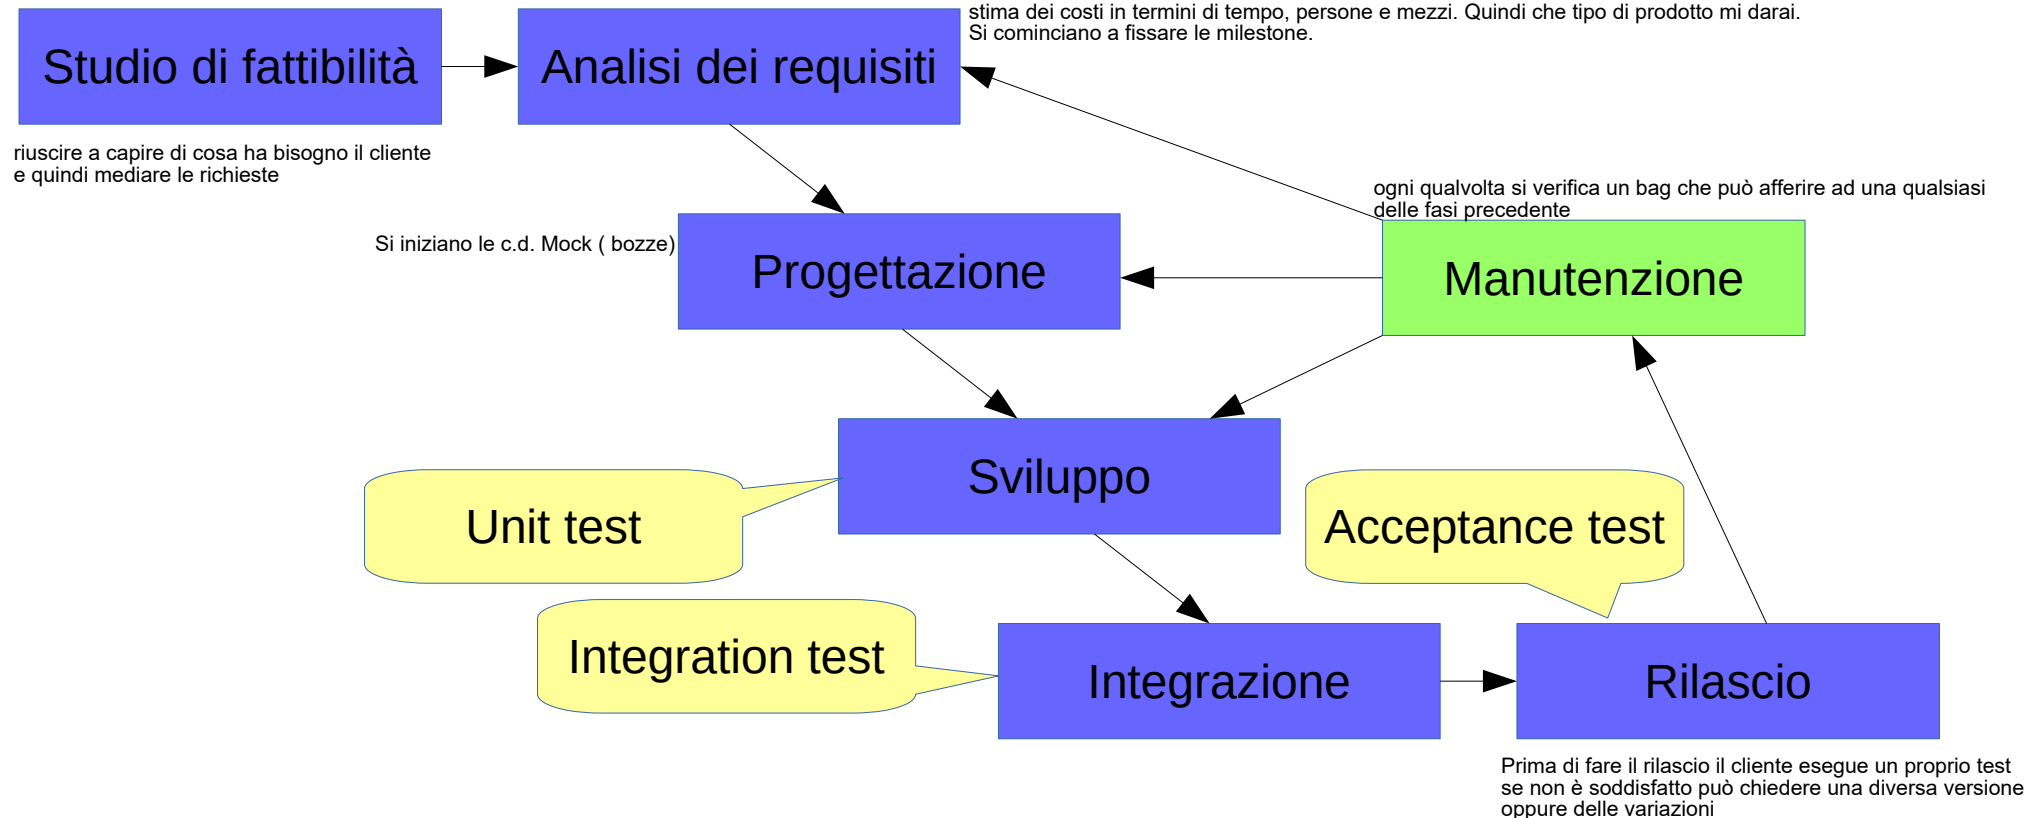 stima dei costi in termini di tempo, persone e mezzi. Quindi che tipo di prodotto mi darai.
Si cominciano a fissare le milestone.
Studio di fattibilità
Analisi dei requisiti
riuscire a capire di cosa ha bisogno il cliente
e quindi mediare le richieste
ogni qualvolta si verifica un bag che può afferire ad una qualsiasi
delle fasi precedente
Si iniziano le c.d. Mock ( bozze)
Progettazione
Manutenzione
Sviluppo
Unit test
Acceptance test
Integration test
Integrazione
Rilascio
Prima di fare il rilascio il cliente esegue un proprio test
se non è soddisfatto può chiedere una diversa versione
oppure delle variazioni